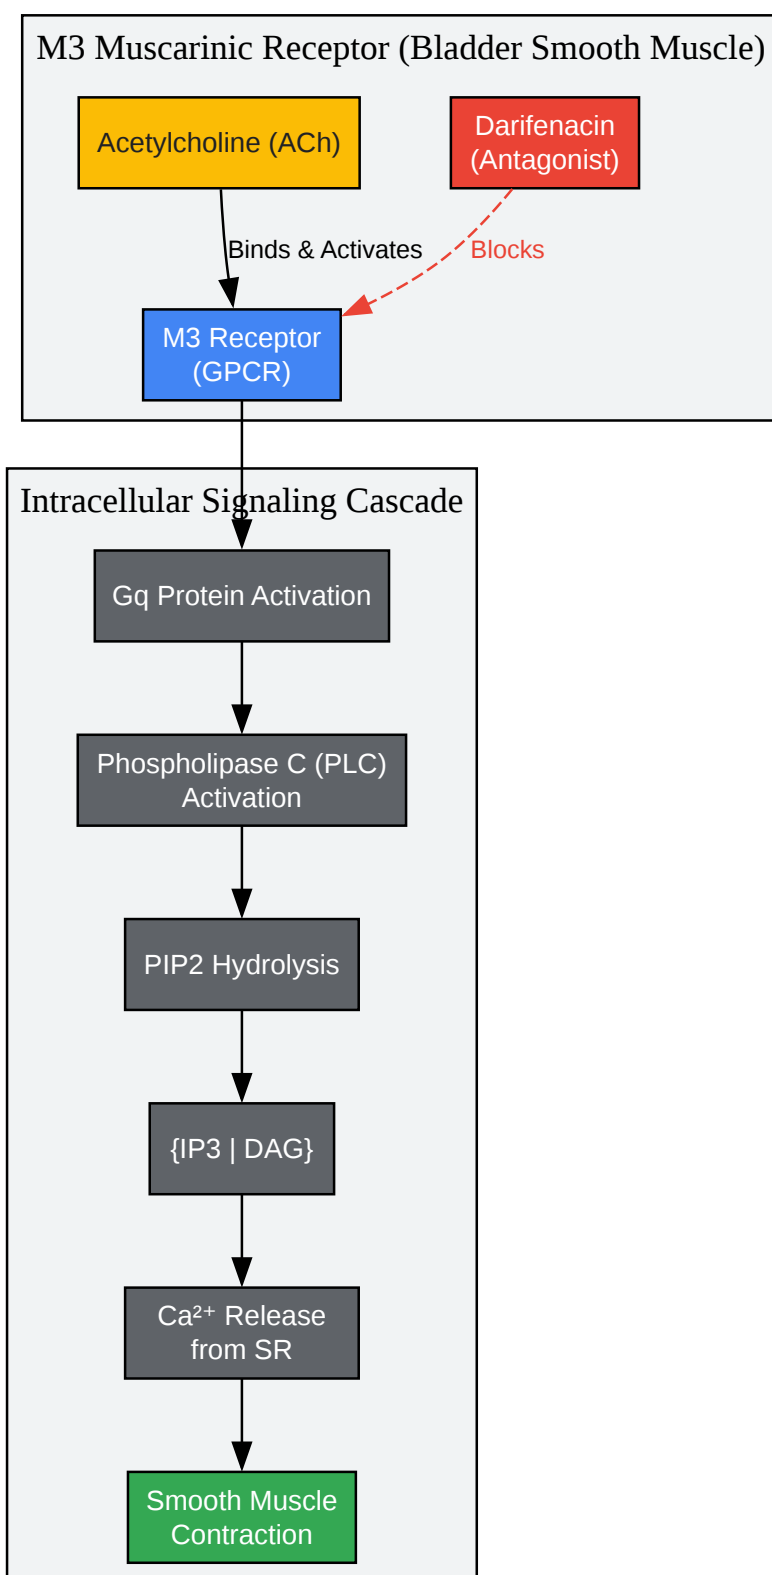 M3 Muscarinic Receptor (Bladder Smooth Muscle)
Acetylcholine (ACh)
Darifenacin
(Antagonist)
Binds & Activates
Blocks
M3 Receptor
(GPCR)
Intracellular Signaling Cascade
Gq Protein Activation
Phospholipase C (PLC)
Activation
PIP2 Hydrolysis
{IP3 | DAG}
Ca²⁺ Release
from SR
Smooth Muscle
Contraction